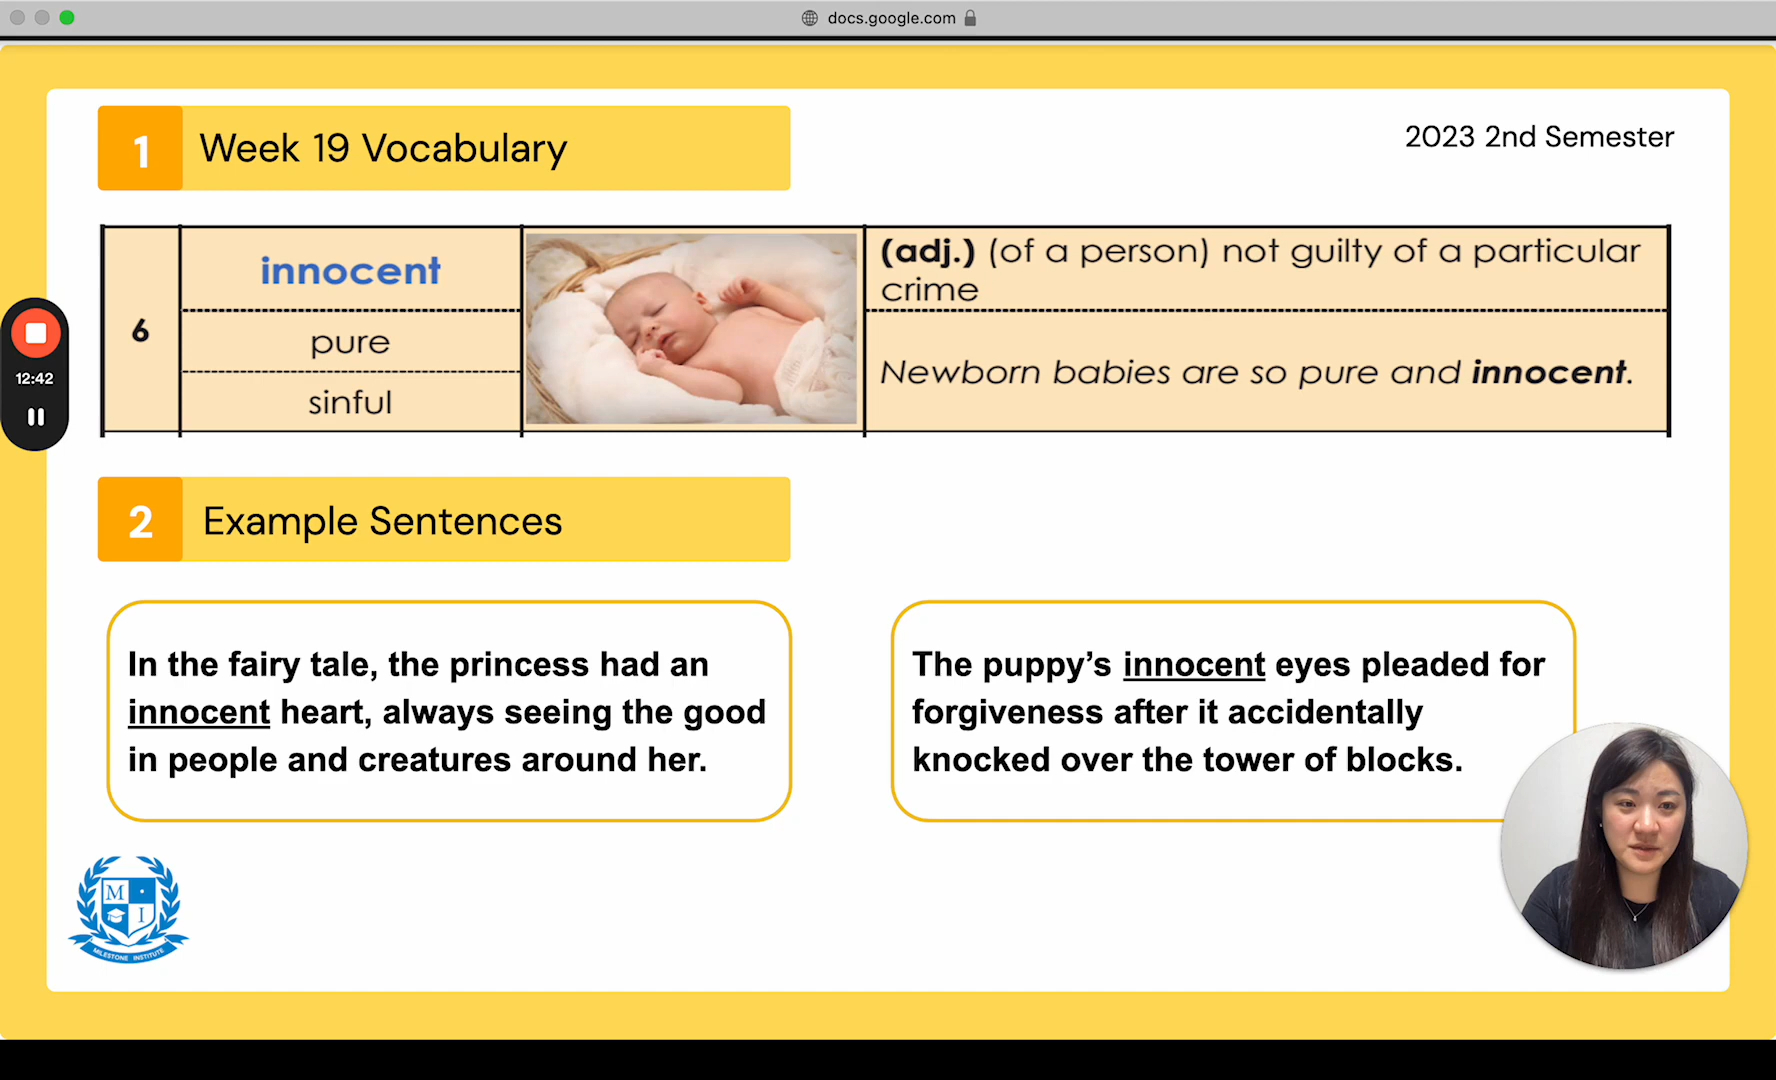 docs.google.com
1 Week 19 Vocabulary
2023 2nd Semester
6
innocent
pure
sinful
(adj.) (of a person) not guilty of a particular
crime
Newborn babies are so pure and innocent.
12:42
2 Example Sentences
In the fairy tale, the princess had an
innocent heart, always seeing the good
in people and creatures around her.
The puppy’s innocent eyes pleaded for
forgiveness after it accidentally
knocked over the tower of blocks.
M
I
MILESTONE INSTITUTE